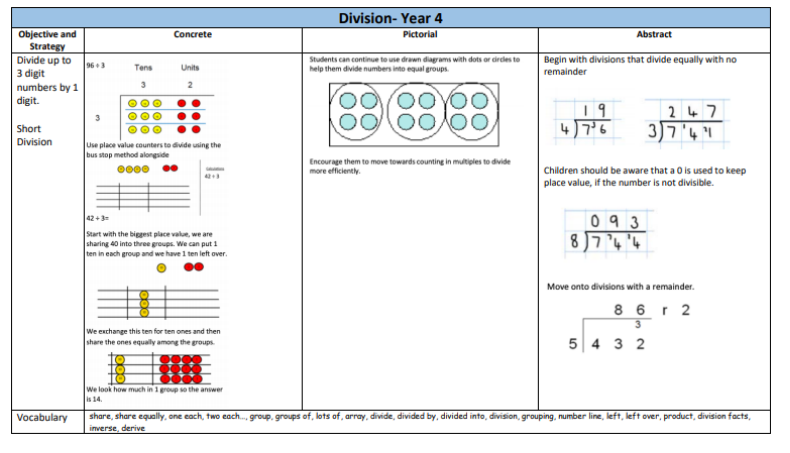 Division- Year 4
Objective and
Strategy
Concrete
Pictorial
Abstract
Divide up to
3 digit
numbers by 1
digit.
Short
Division
96 ÷ 3
Tens Units
3 2
3
Use place value counters to divide using the
bus stop method alongside
42 ÷ 3
42 ÷ 3=
Start with the biggest place value, we are
sharing 40 into three groups. We can put 1
ten in each group and we have 1 ten left over.
We exchange this ten for ten ones and then
share the ones equally among the groups.
We look how much in 1 group so the answer
is 14.
Students can continue to use drawn diagrams with dots or circles to
help them divide numbers into equal groups.
Encourage them to move towards counting in multiples to divide
more efficiently.
Begin with divisions that divide equally with no
remainder
1 9
4 7 3 6
2 4 7
3 7 1 4 2 1
Children should be aware that a 0 is used to keep
place value, if the number is not divisible.
0 9 3
8 7 7 4 2 4
Move onto divisions with a remainder.
8 6 r 2
3
5 4 3 2
Vocabulary
share, share equally, one each, two each…, group, groups of, lots of, array, divide, divided by, divided into, division, grouping, number line, left, left over, product, division facts,
inverse, derive